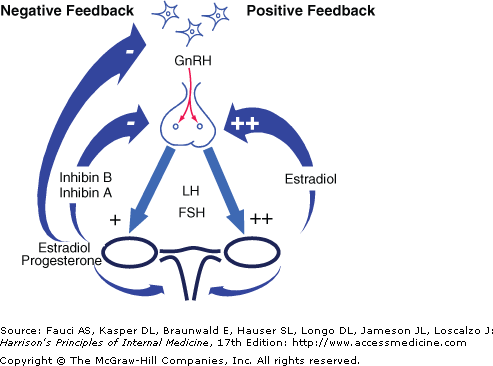 Negative Feedback
Positive Feedback
-
GnRH
-
++
Inhibin B
Inhibin A
Estradiol
LH
FSH
+
++
Estradiol
Progesterone
Source: Fauci AS, Kasper DL, Braunwald E, Hauser SL, Longo DL, Jameson JL, Loscalzo J:
Harrison's Principles of Internal Medicine, 17th Edition: http://www.accessmedicine.com
Copyright © The McGraw-Hill Companies, Inc. All rights reserved.